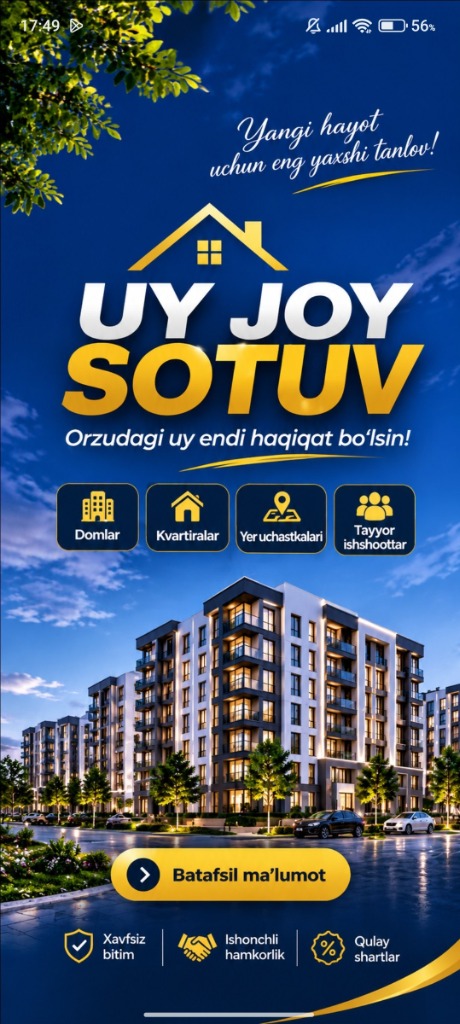 17:49
56%
Yangi hayot
uchun eng yaxshi tanlov!
UY JOY
SOTUV
Orzudagi uy endi haqiqat bo‘lsin!
Domlar
Kvartiralar
Yer uchastkalari
Tayyor
ishshoottar
Batafsil ma’lumot
Xavfsiz
bitim
Ishonchli
hamkorlik
Qulay
shartlar